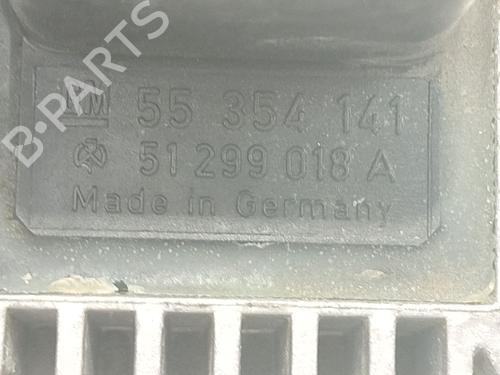 B-PARTS
GM 55 354 141
51 299 018 A
Made in Germany